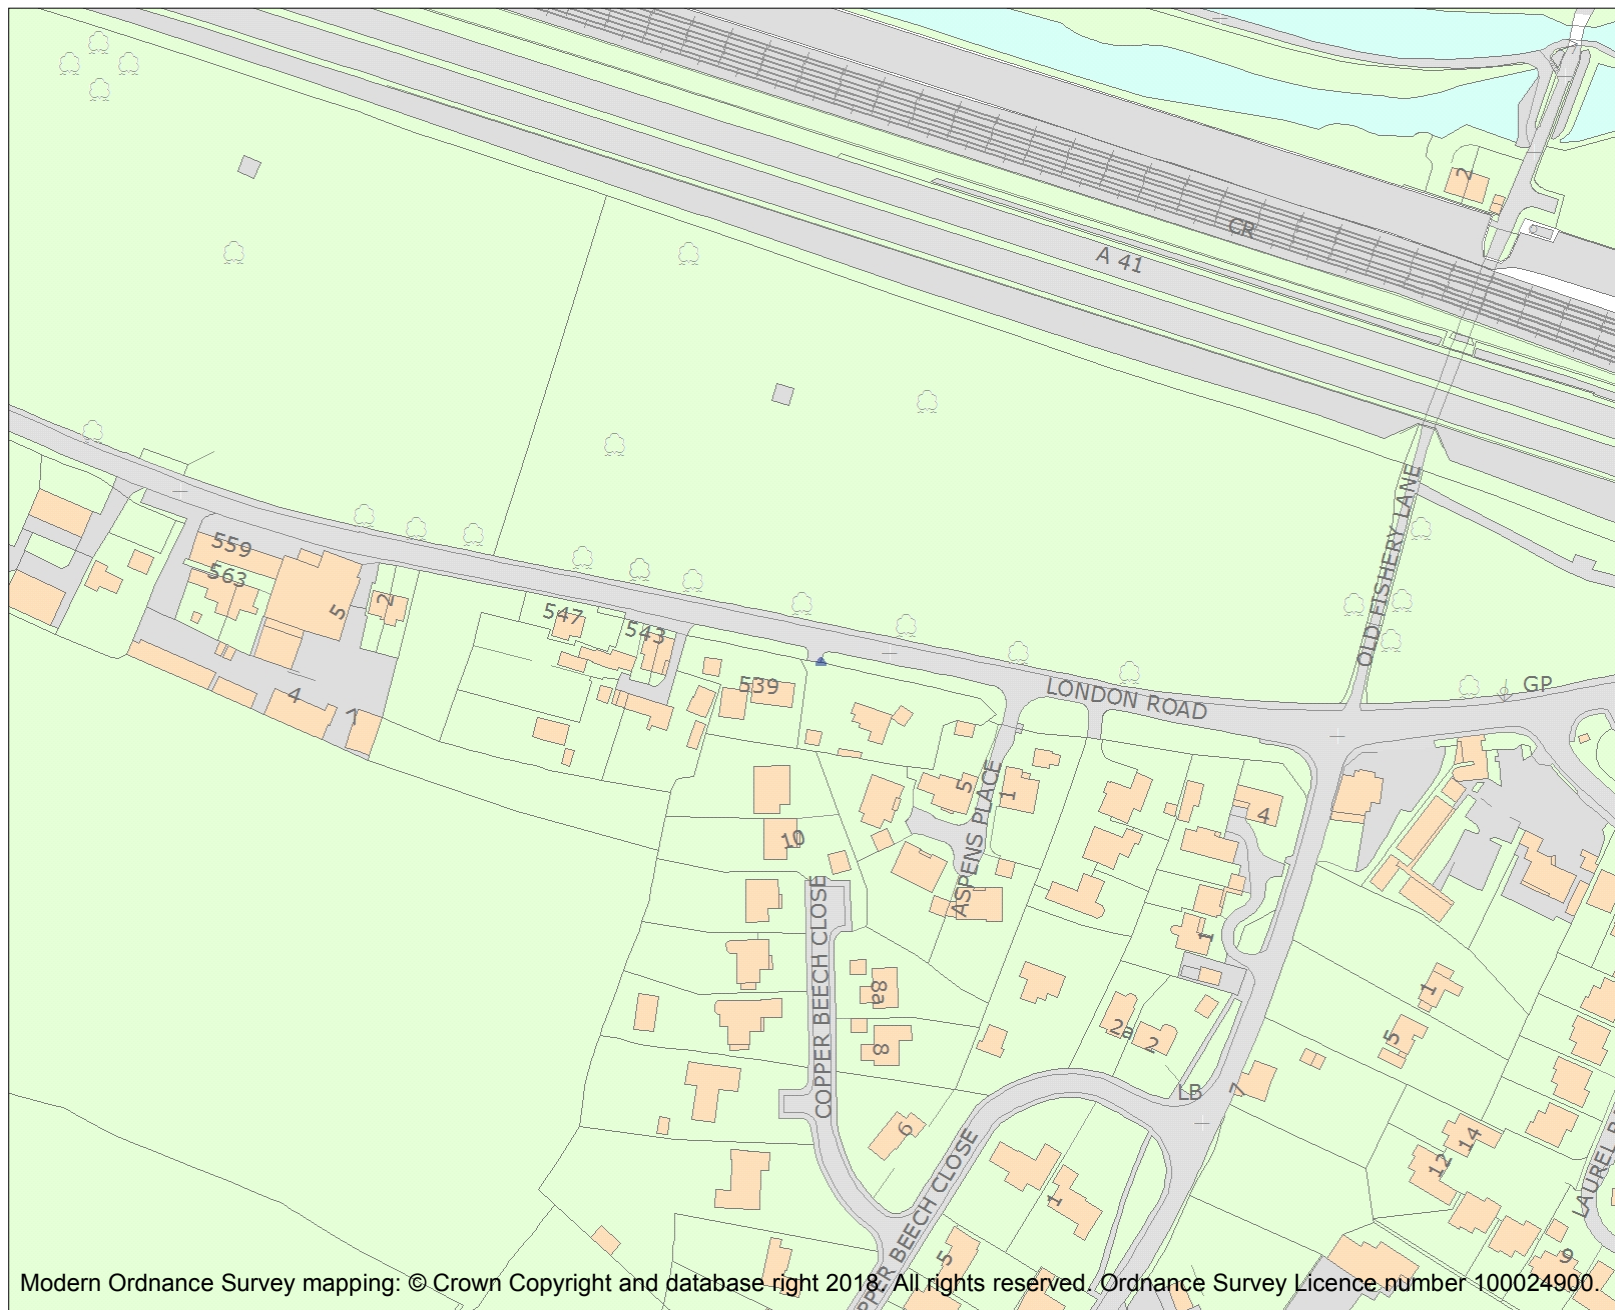 2
CR
A 41
OLD FISHERY LANE
559
563
5
2
547
543
539
GP
LONDON ROAD
4
7
5
1
ASPENS PLACE
4
10
COPPER BEECH CLOSE
1
8a
8
2a
2
1
5
LB
7
6
14
12
LAUREL B
1
PPER BEECH CLOSE
5
9
Modern Ordnance Survey mapping: © Crown Copyright and database right 2018. All rights reserved. Ordnance Survey Licence number 100024900.